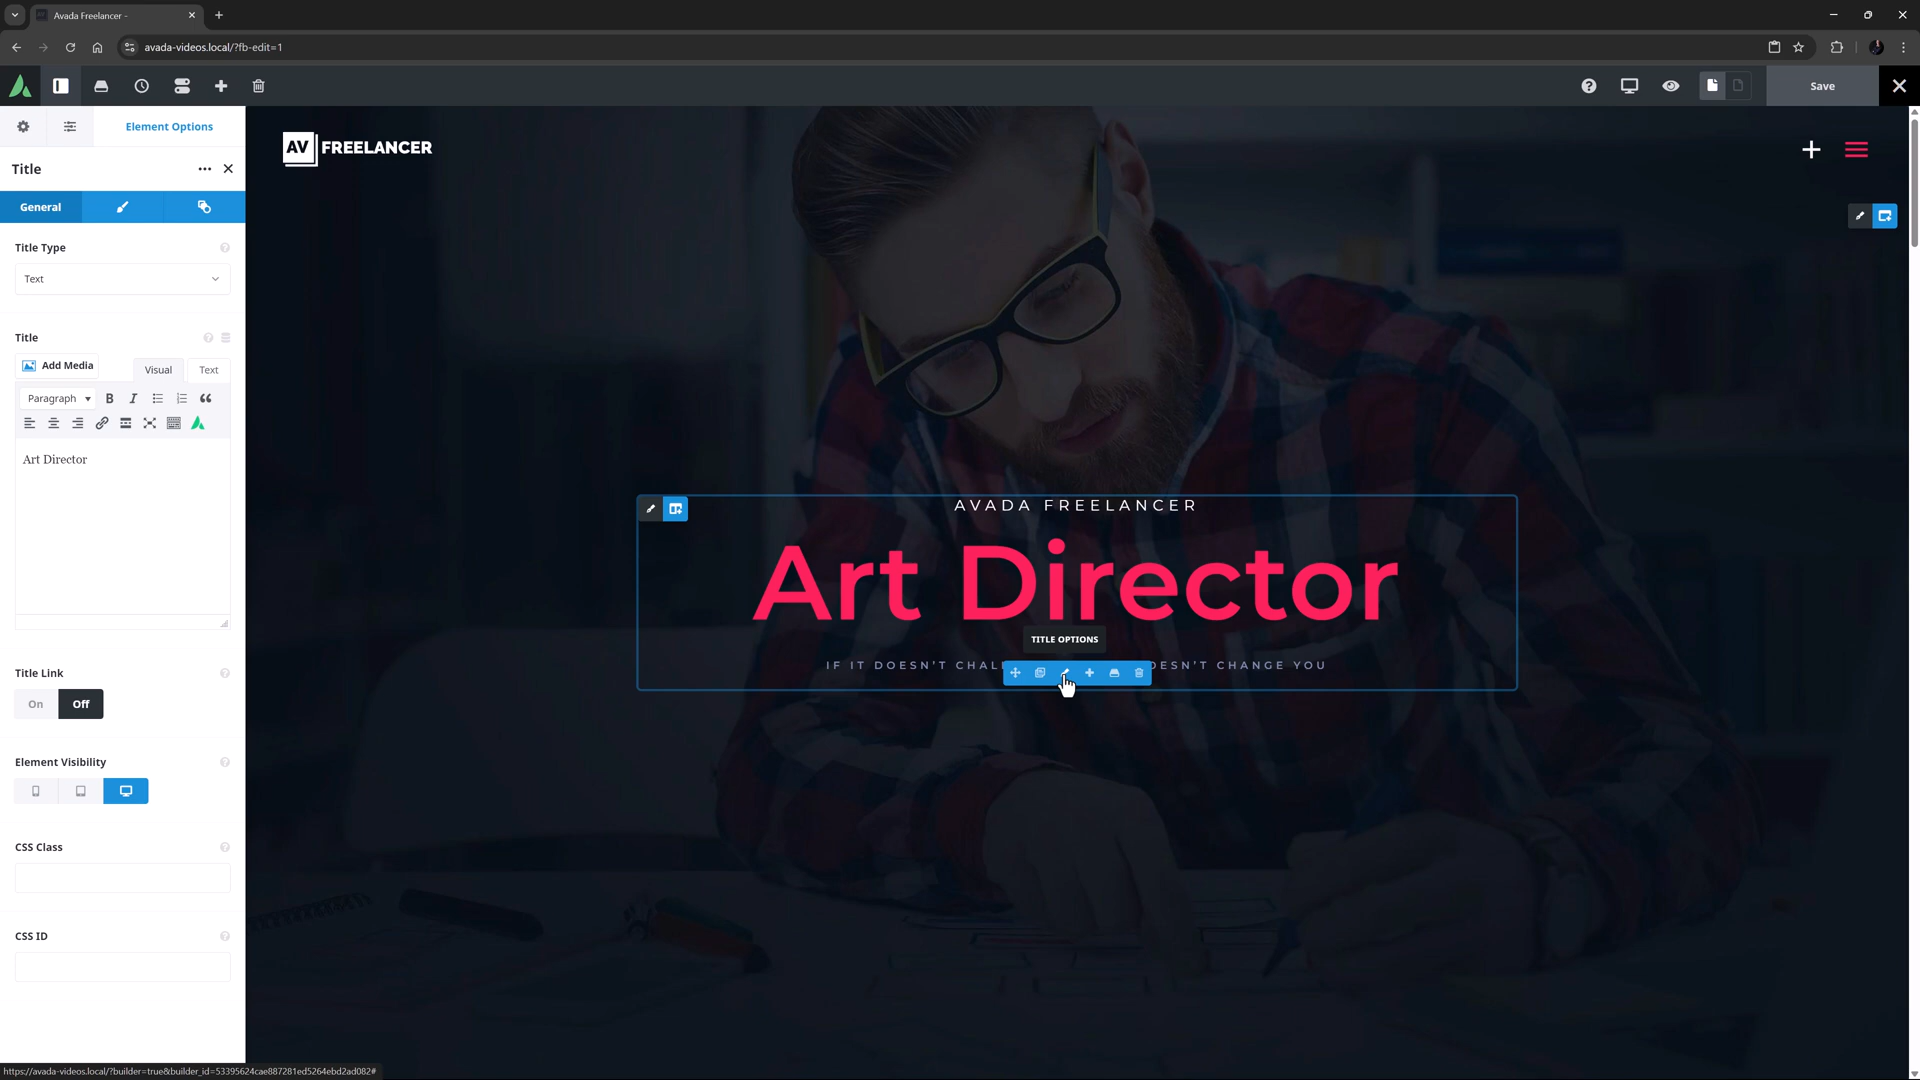 Avada Freelancer -
avada-videos.local/?fb-edit=1
Save
Element Options
Title
General
Title Type
Text
Title
Add Media
Visual
Text
Paragraph
Art Director
Title Link
On
Off
Element Visibility
CSS Class
CSS ID
https://avada-videos.local/?builder=true&builder_id=53395624cae887281ed5264ebd2ad082#
AV FREELANCER
AVADA FREELANCER
Art Director
TITLE OPTIONS
IF IT DOESN'T CHANGE YOU